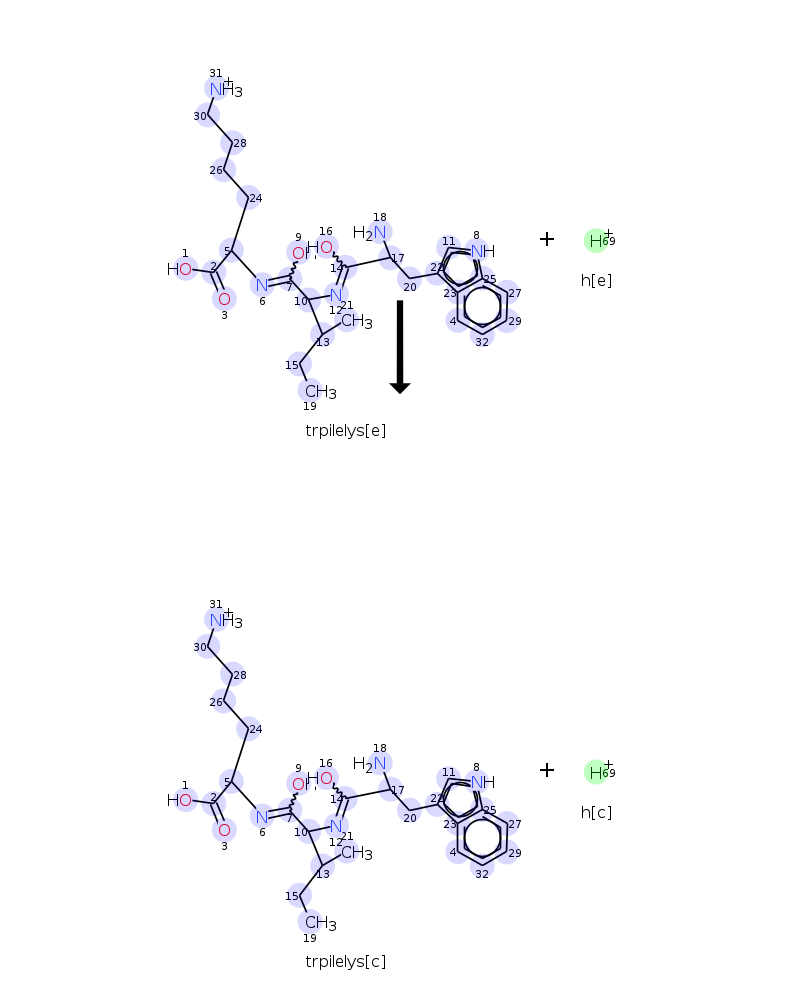 31
NH3+
30
28
26
24
1
HO
2
5
O
3
N
6
9
OH
7
10
16
HO
14
N
12
21
CH3
13
15
CH3
19
18
H2N
17
20
11
8
NH
22
23
25
27
4
29
32
+
H+
69
h[e]
trpilelys[e]
31
NH3+
30
28
26
24
1
HO
2
5
O
3
N
6
9
OH
7
10
16
HO
14
N
12
21
CH3
13
15
CH3
19
18
H2N
17
20
11
8
NH
22
23
25
27
4
29
32
+
H+
69
h[c]
trpilelys[c]